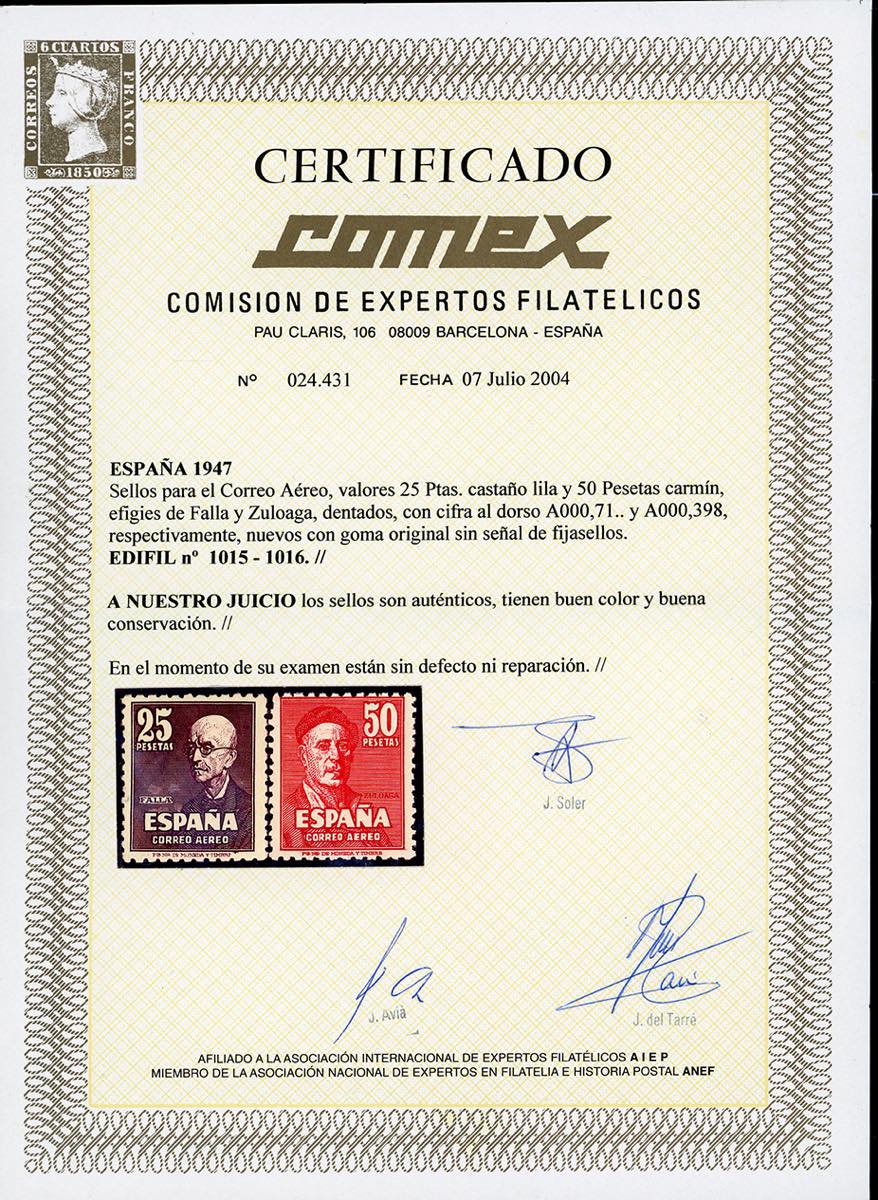 6 CUARTOS
CORREOS
FRANCO
1850
CERTIFICADO
comex
COMISION DE EXPERTOS FILATELICOS
PAU CLARIS, 106 08009 BARCELONA - ESPAÑA
Nº 024.431 FECHA 07 Julio 2004
ESPAÑA 1947
Sellos para el Correo Aéreo, valores 25 Ptas. castaño lila y 50 Pesetas carmín,
efigies de Falla y Zuloaga, dentados, con cifra al dorso A000,71.. y A000,398,
respectivamente, nuevos con goma original sin señal de fijasellos.
EDIFIL nº 1015 - 1016. //
A NUESTRO JUICIO los sellos son auténticos, tienen buen color y buena
conservación. //
En el momento de su examen están sin defecto ni reparación. //
25
PESETAS
FALLA
ESPAÑA
CORREO AEREO
50
PESETAS
ZULOAGA
ESPAÑA
CORREO AEREO
J. Soler
J. Avià
J. del Tarré
AFILIADO A LA ASOCIACIÓN INTERNACIONAL DE EXPERTOS FILATÉLICOS A I E P
MIEMBRO DE LA ASOCIACIÓN NACIONAL DE EXPERTOS EN FILATELIA E HISTORIA POSTAL ANEF